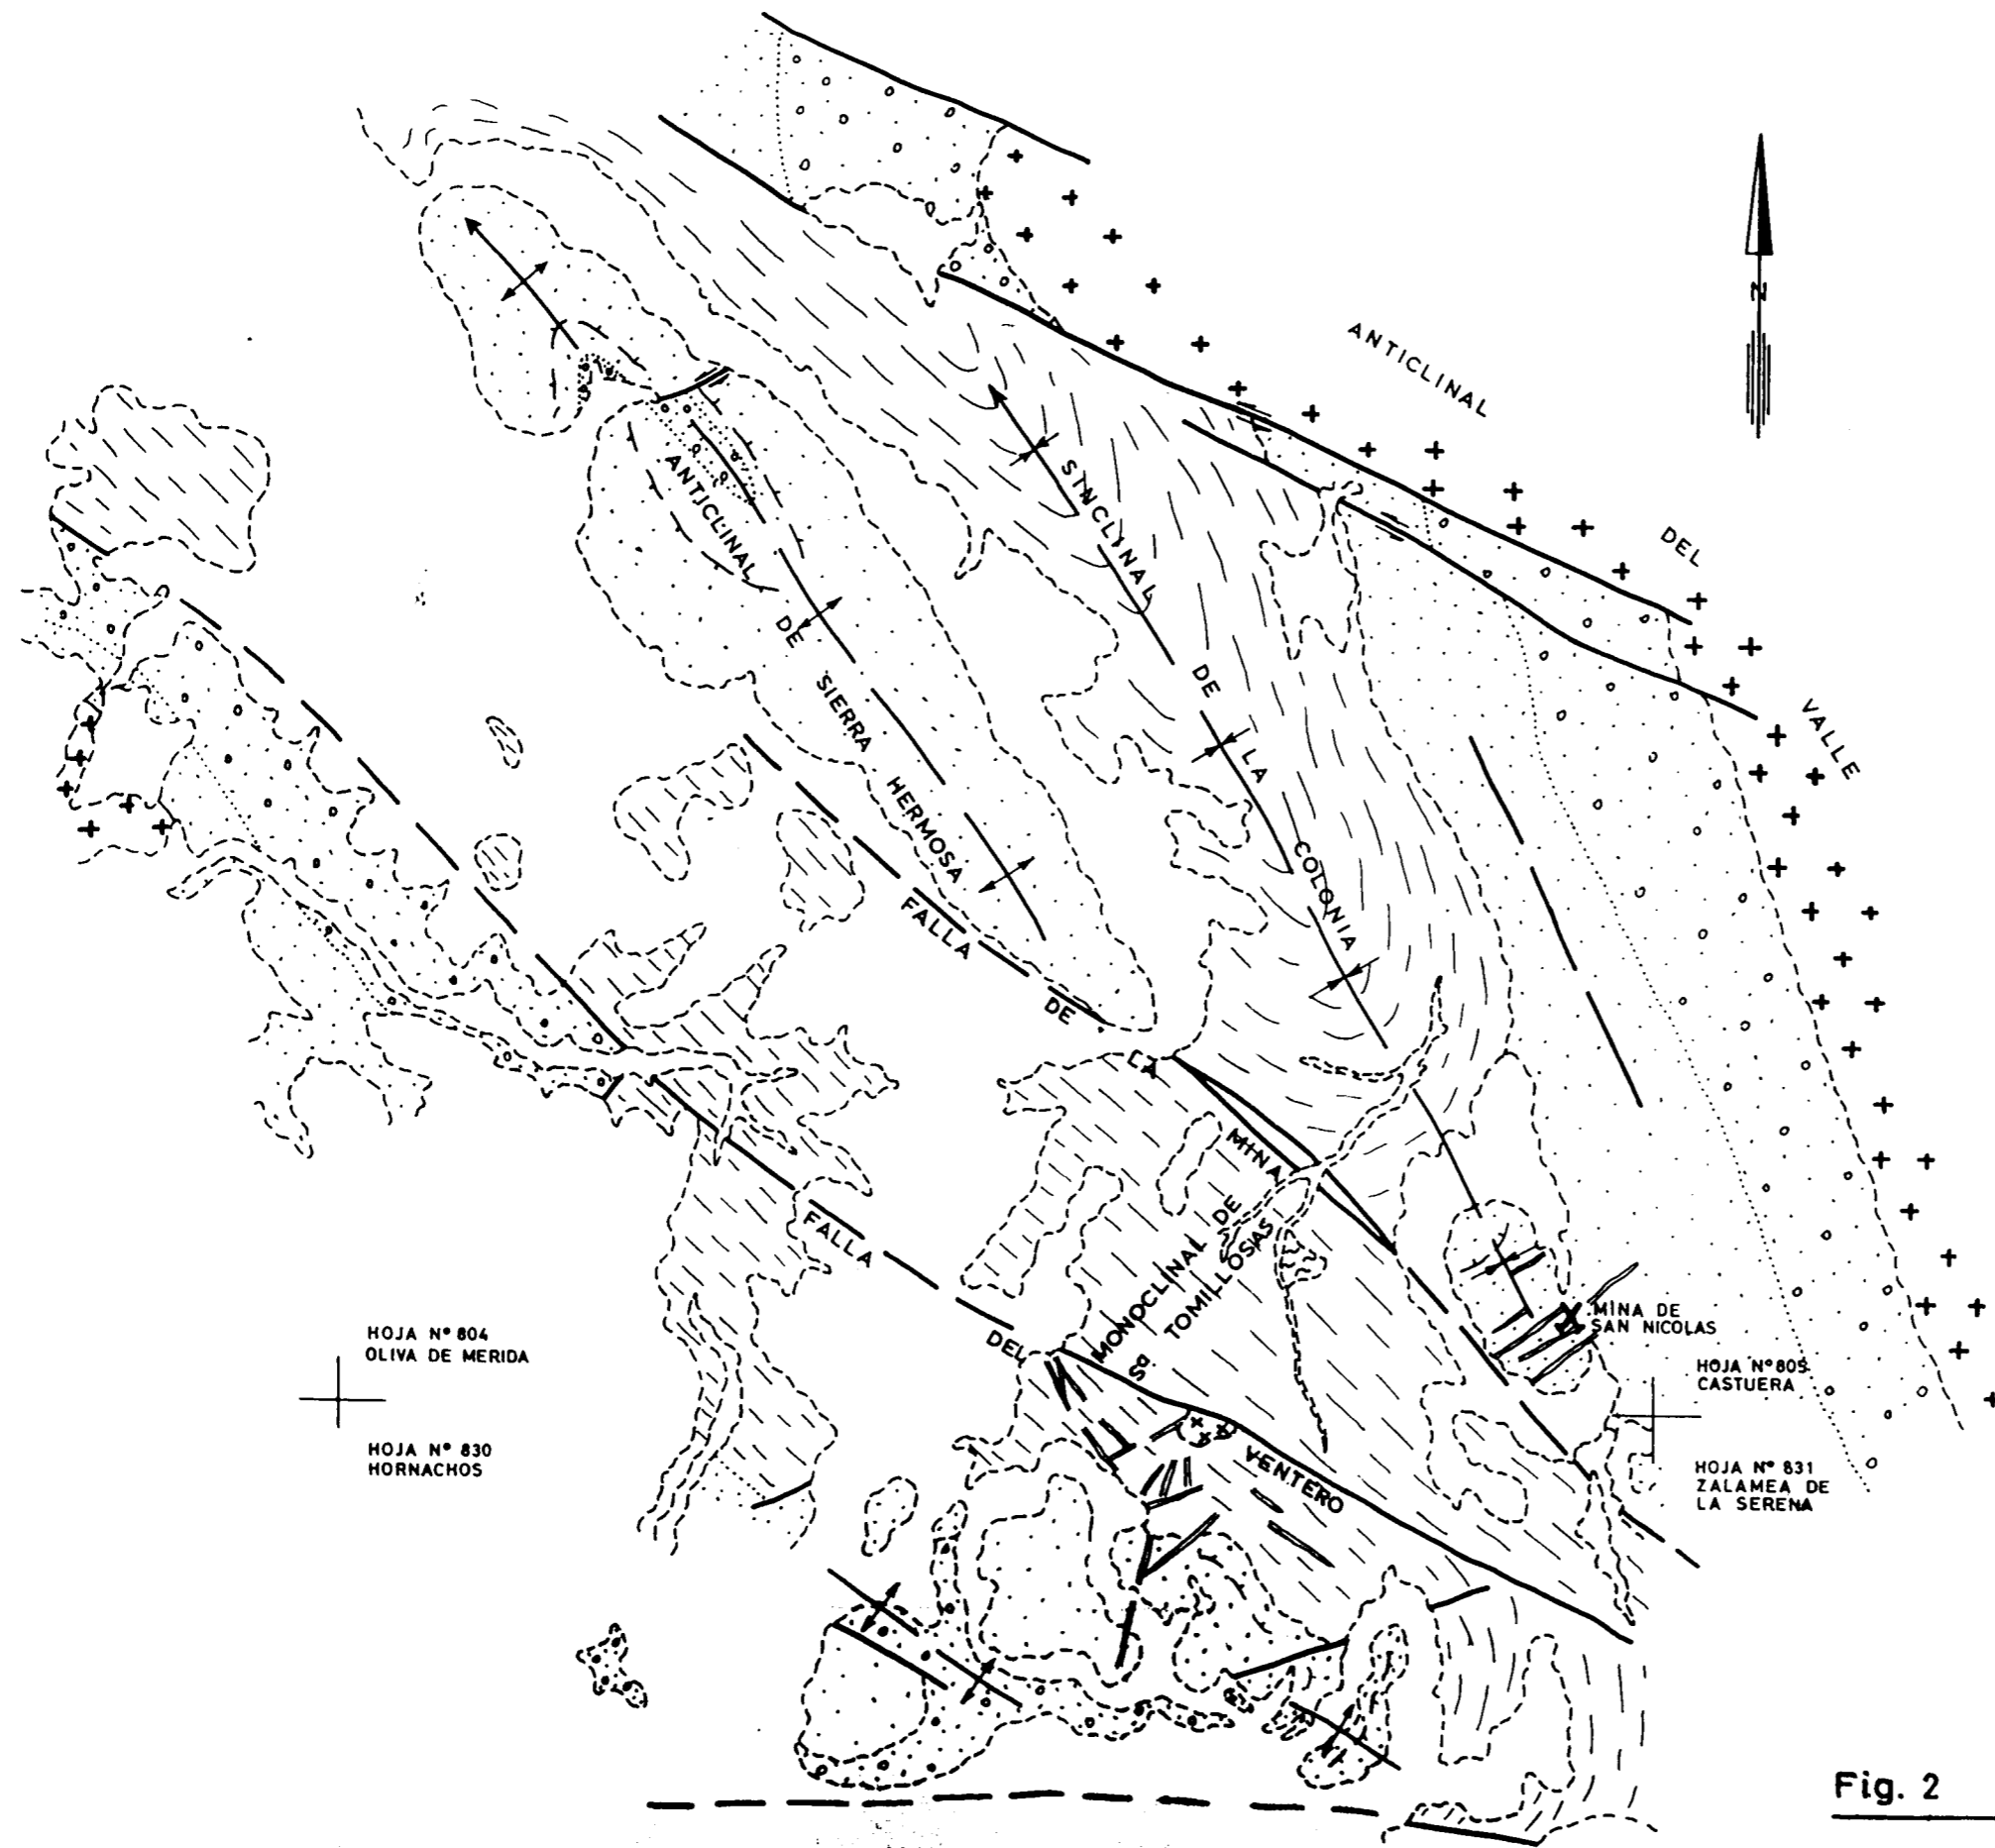 ANTICLINAL DEL VALLE
N
ANTICLINAL DE SIERRA HERMOSA
SINCLINAL DE LA COLONIA
FALLA DE LA MINA
MONOCLINAL DE
Sª TOMILLOSAS
FALLA DEL VENTERO
MINA DE
SAN NICOLAS
HOJA Nº 804
OLIVA DE MERIDA
HOJA Nº 830
HORNACHOS
HOJA Nº 805
CASTUERA
HOJA Nº 831
ZALAMEA DE
LA SERENA
Fig. 2